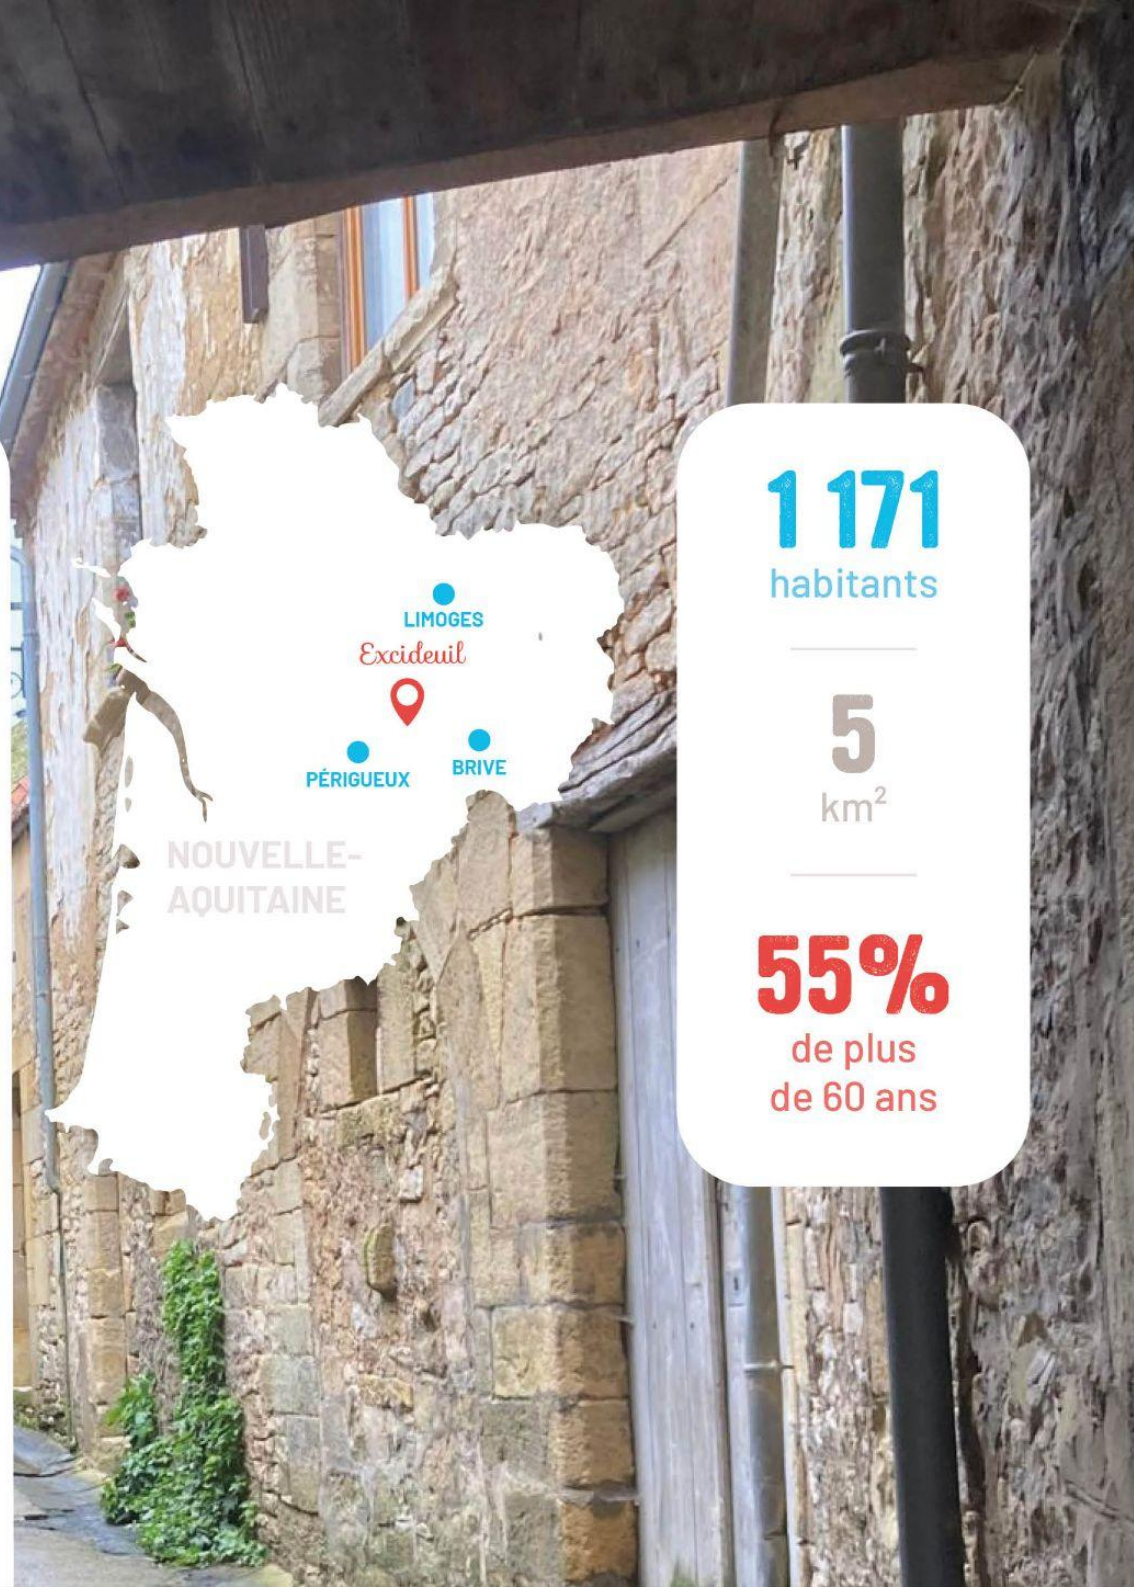 LIMOGES
Excideuil
PÉRIGUEUX
BRIVE
NOUVELLE-
AQUITAINE
1 171
habitants
5
km²
55%
de plus
de 60 ans